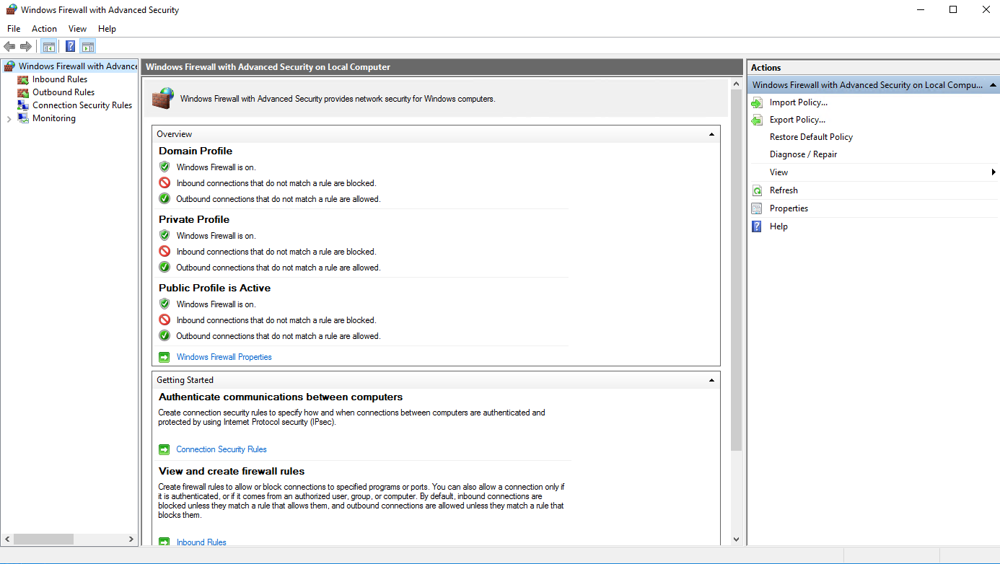 Windows Firewall with Advanced Security
File Action View Help
Windows Firewall with Advance
Inbound Rules
Outbound Rules
Connection Security Rules
Monitoring
Windows Firewall with Advanced Security on Local Computer
Windows Firewall with Advanced Security provides network security for Windows computers.
Overview
Domain Profile
Windows Firewall is on.
Inbound connections that do not match a rule are blocked.
Outbound connections that do not match a rule are allowed.
Private Profile
Windows Firewall is on.
Inbound connections that do not match a rule are blocked.
Outbound connections that do not match a rule are allowed.
Public Profile is Active
Windows Firewall is on.
Inbound connections that do not match a rule are blocked.
Outbound connections that do not match a rule are allowed.
Windows Firewall Properties
Getting Started
Authenticate communications between computers
Create connection security rules to specify how and when connections between computers are authenticated and
protected by using Internet Protocol security (IPsec).
Connection Security Rules
View and create firewall rules
Create firewall rules to allow or block connections to specified programs or ports. You can also allow a connection only if
it is authenticated, or if it comes from an authorized user, group, or computer. By default, inbound connections are
blocked unless they match a rule that allows them, and outbound connections are allowed unless they match a rule that
blocks them.
Inbound Rules
Actions
Windows Firewall with Advanced Security on Local Compu...
Import Policy...
Export Policy...
Restore Default Policy
Diagnose / Repair
View
Refresh
Properties
Help